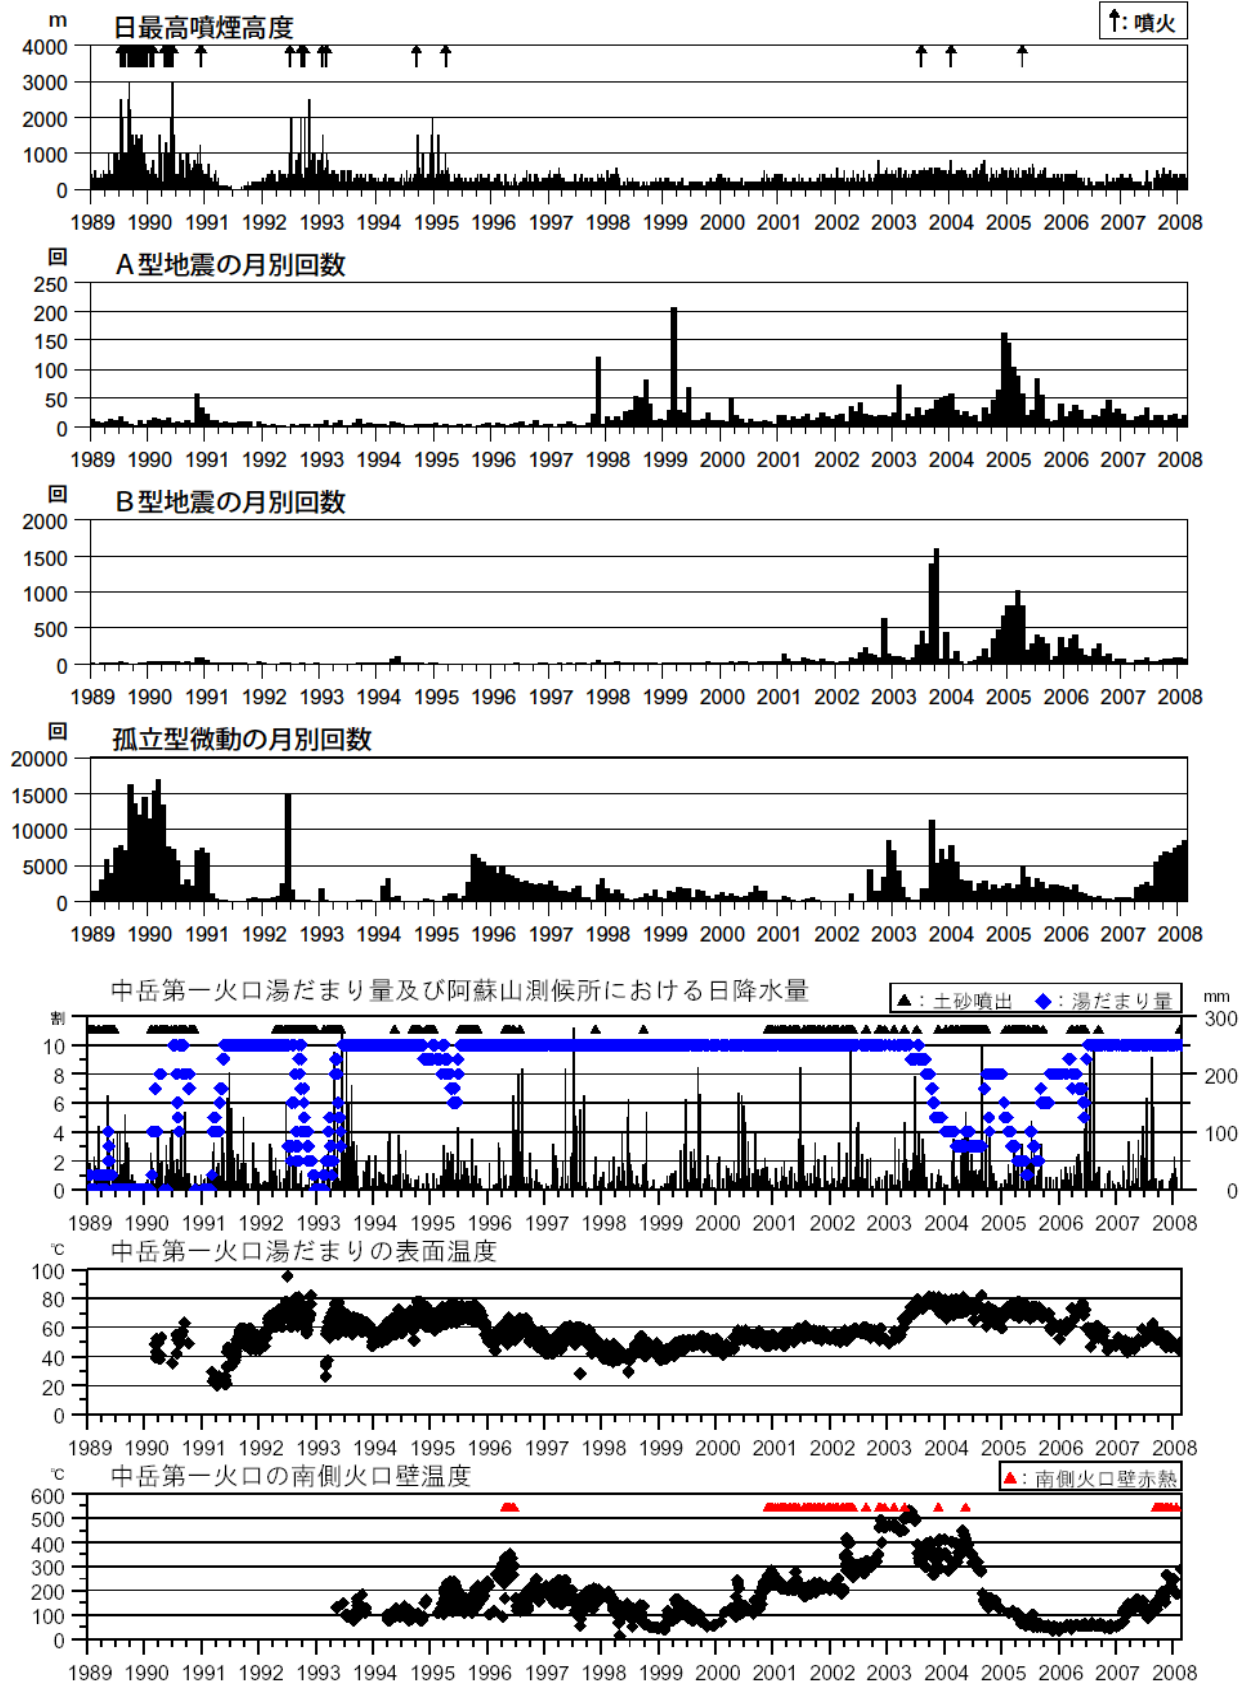 m 日最高噴煙高度 ↑：噴火
4000
3000
2000
1000
0
1989 1990 1991 1992 1993 1994 1995 1996 1997 1998 1999 2000 2001 2002 2003 2004 2005 2006 2007 2008
回 A型地震の月別回数
250
200
150
100
50
0
1989 1990 1991 1992 1993 1994 1995 1996 1997 1998 1999 2000 2001 2002 2003 2004 2005 2006 2007 2008
回 B型地震の月別回数
2000
1500
1000
500
0
1989 1990 1991 1992 1993 1994 1995 1996 1997 1998 1999 2000 2001 2002 2003 2004 2005 2006 2007 2008
回 孤立型微動の月別回数
20000
15000
10000
5000
0
1989 1990 1991 1992 1993 1994 1995 1996 1997 1998 1999 2000 2001 2002 2003 2004 2005 2006 2007 2008
中岳第一火口湯だまり量及び阿蘇山測候所における日降水量
▲：土砂噴出 ◆：湯だまり量 mm
割 300
10
8 200
6
4 100
2
0 0
1989 1990 1991 1992 1993 1994 1995 1996 1997 1998 1999 2000 2001 2002 2003 2004 2005 2006 2007 2008
℃ 中岳第一火口湯だまりの表面温度
100
80
60
40
20
0
1989 1990 1991 1992 1993 1994 1995 1996 1997 1998 1999 2000 2001 2002 2003 2004 2005 2006 2007 2008
℃ 中岳第一火口の南側火口壁温度 ▲：南側火口壁赤熱
600
500
400
300
200
100
0
1989 1990 1991 1992 1993 1994 1995 1996 1997 1998 1999 2000 2001 2002 2003 2004 2005 2006 2007 2008